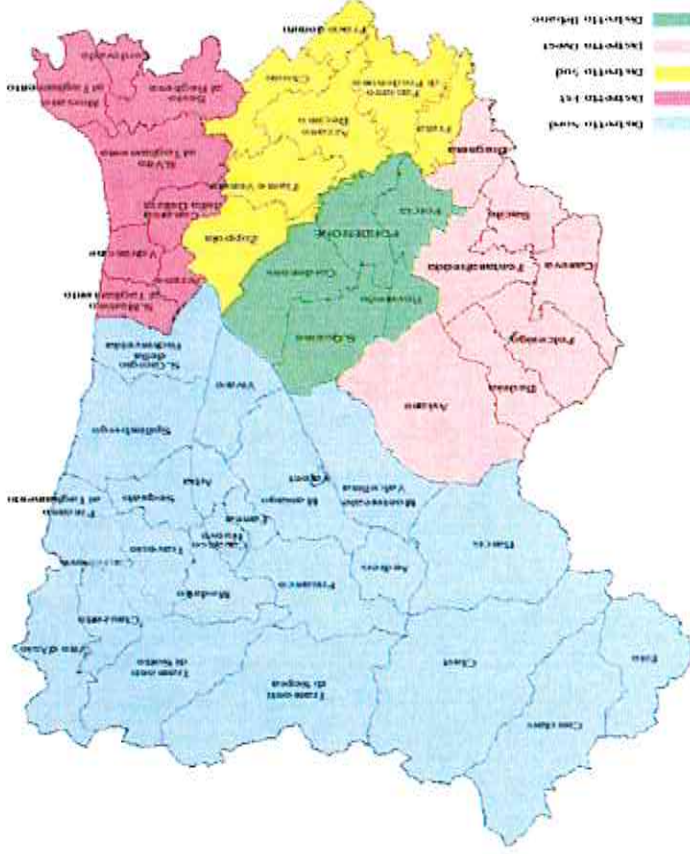 Cimolais
Claut
Erto
Tramonti
di Sopra
Tramonti
di Sotto
Vito d'Asio
Clauzetto
Barcis
Andreis
Frisanco
Meduno
Travesio
Castelnovo
Cavasso
Nuovo
Fanna
Montereale
Valcellina
Maniago
Vajont
Arba
Sequals
Pinzano
al Tagliamento
Spilimbergo
Aviano
Budoia
Polcenigo
Vivaro
S. Giorgio
della
Richinvelda
S. Quirino
Roveredo
Cordenons
S. Martino
al Tagliamento
Arzene
Valvasone
Caneva
Fontanafredda
Sacile
PORDENONE
Porcia
Zoppola
Casarsa
della Delizia
S. Vito
al Tagliamento
Brugnera
Fiume Veneto
Prata
Azzano
Decimo
Pasiano
di Pordenone
Chions
Pravisdomini
Sesto
al Reghena
Morsano
al Tagliamento
Cordovado
Distretto Nord
Distretto Est
Distretto Sud
Distretto Ovest
Distretto Urbano